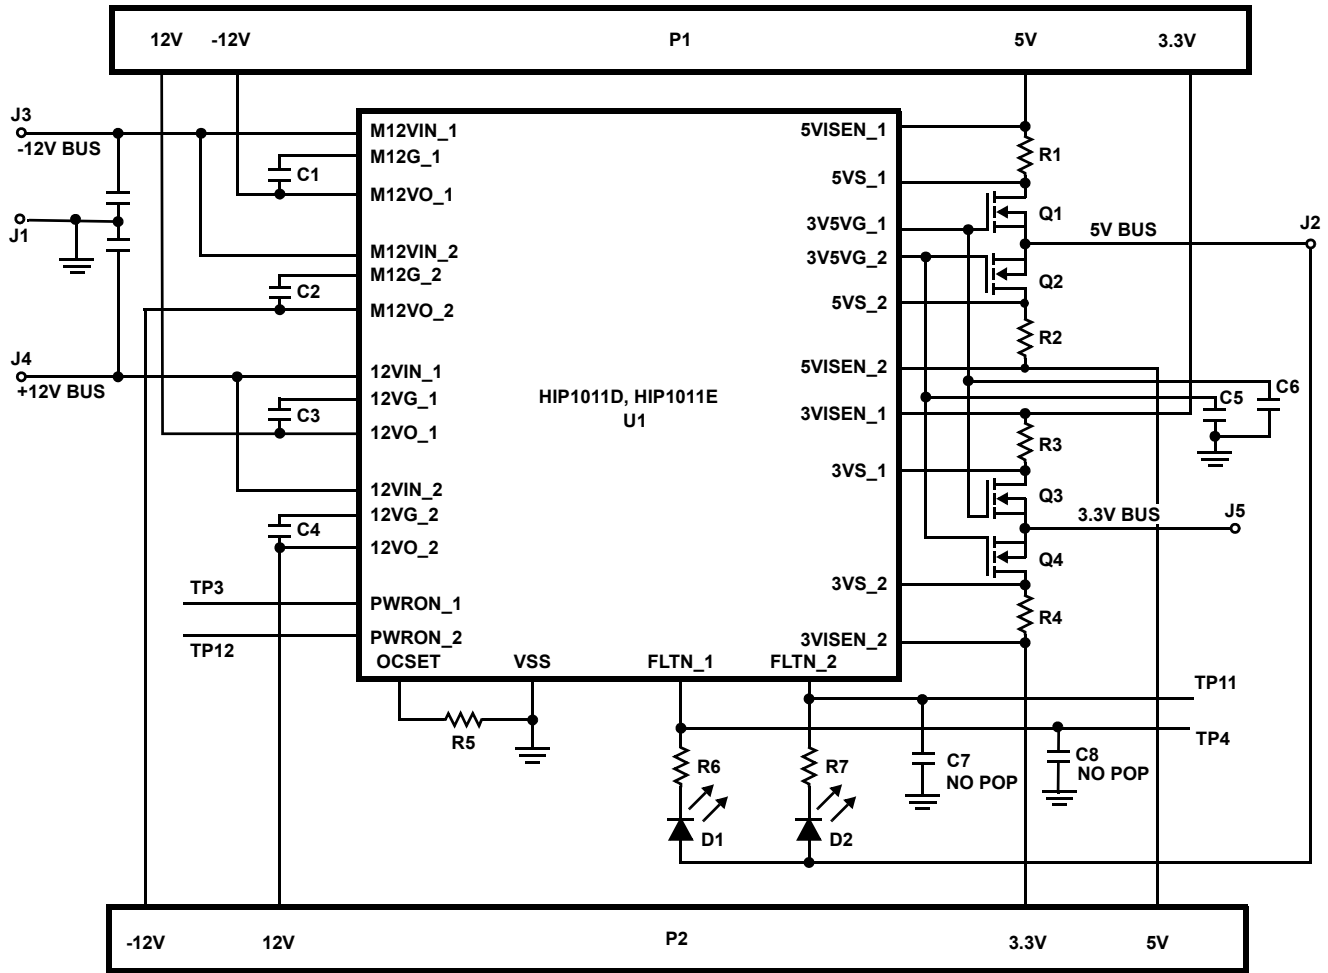 12V -12V P1 5V 3.3V
J3
-12V BUS
J1
J4
+12V BUS
C1
C2
C3
C4
TP3
TP12
M12VIN_1
M12G_1
M12VO_1
M12VIN_2
M12G_2
M12VO_2
12VIN_1
12VG_1
12VO_1
12VIN_2
12VG_2
12VO_2
PWRON_1
PWRON_2
OCSET VSS FLTN_1 FLTN_2
HIP1011D, HIP1011E
U1
5VISEN_1
5VS_1
3V5VG_1
3V5VG_2
5VS_2
5VISEN_2
3VISEN_1
3VS_1
3VS_2
3VISEN_2
R1
Q1
5V BUS
J2
Q2
R2
C5 C6
R3
Q3
3.3V BUS
J5
Q4
R4
TP11
TP4
R5
R6
R7
C7
NO POP
C8
NO POP
D1
D2
-12V 12V P2 3.3V 5V